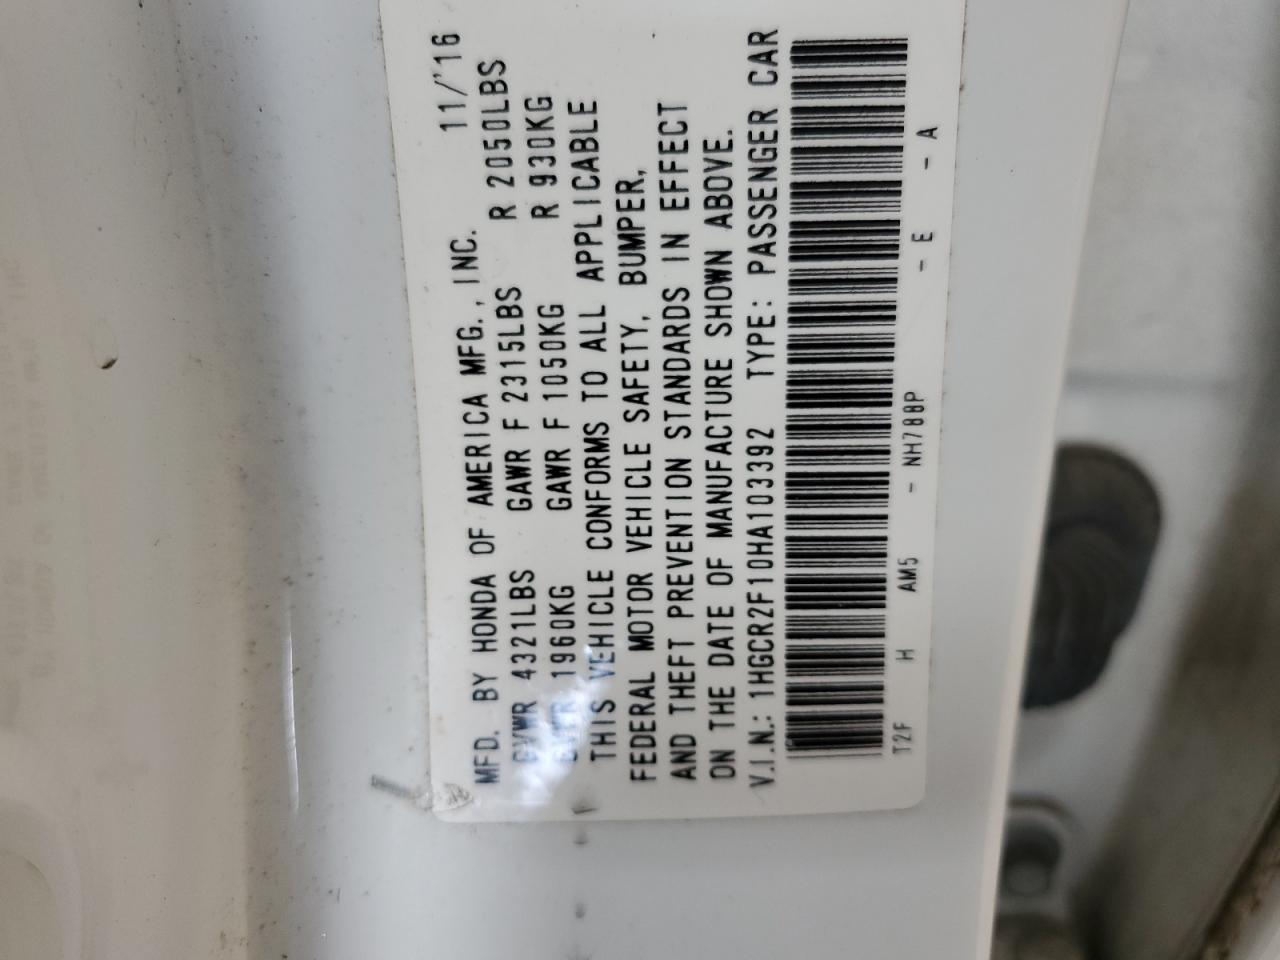 MFD. BY HONDA OF AMERICA MFG., INC. 11/'16
GVWR 4321LBS GAWR F 2315LBS R 2050LBS
GVWR 1960KG GAWR F 1050KG R 930KG
THIS VEHICLE CONFORMS TO ALL APPLICABLE
FEDERAL MOTOR VEHICLE SAFETY, BUMPER,
AND THEFT PREVENTION STANDARDS IN EFFECT
ON THE DATE OF MANUFACTURE SHOWN ABOVE.
V.I.N.: 1HGCR2F10HA103392 TYPE: PASSENGER CAR
T2F H AM5 - NH788P - E - A